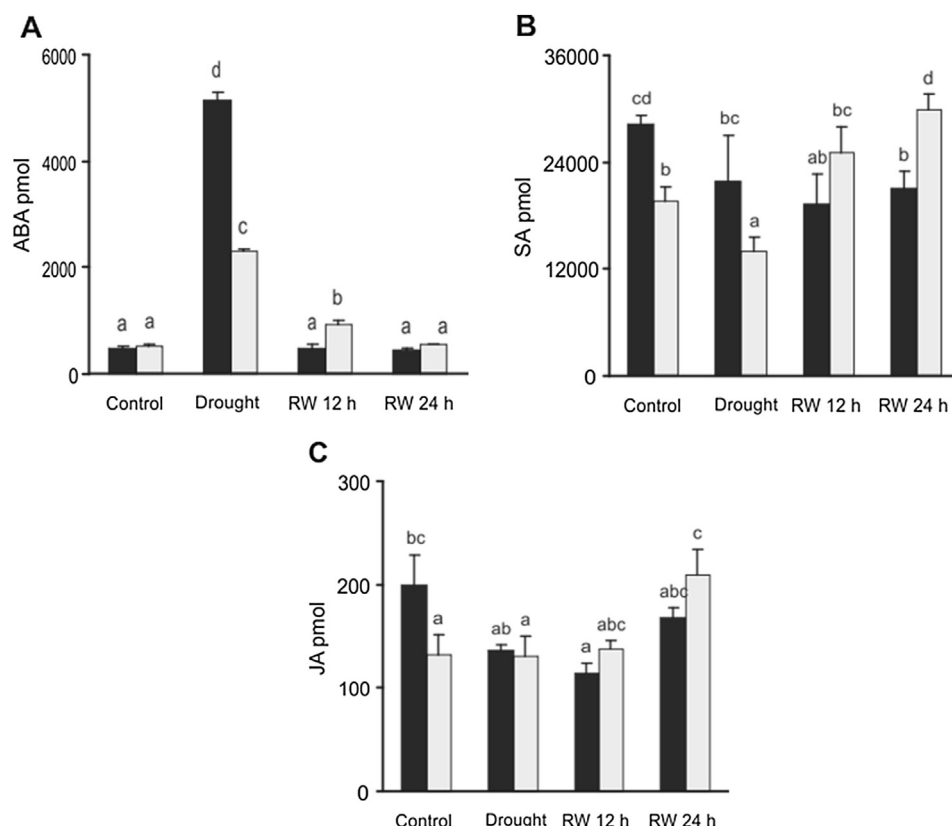 A
ABA pmol
6000
4000
2000
0
a a
d
c
a
b
a a
Control Drought RW 12 h RW 24 h
B
SA pmol
36000
24000
12000
0
cd
b
bc
a
ab
bc
b
d
Control Drought RW 12 h RW 24 h
C
JA pmol
300
200
100
0
bc
a
ab
a
a
abc
abc
c
Control Drought RW 12 h RW 24 h